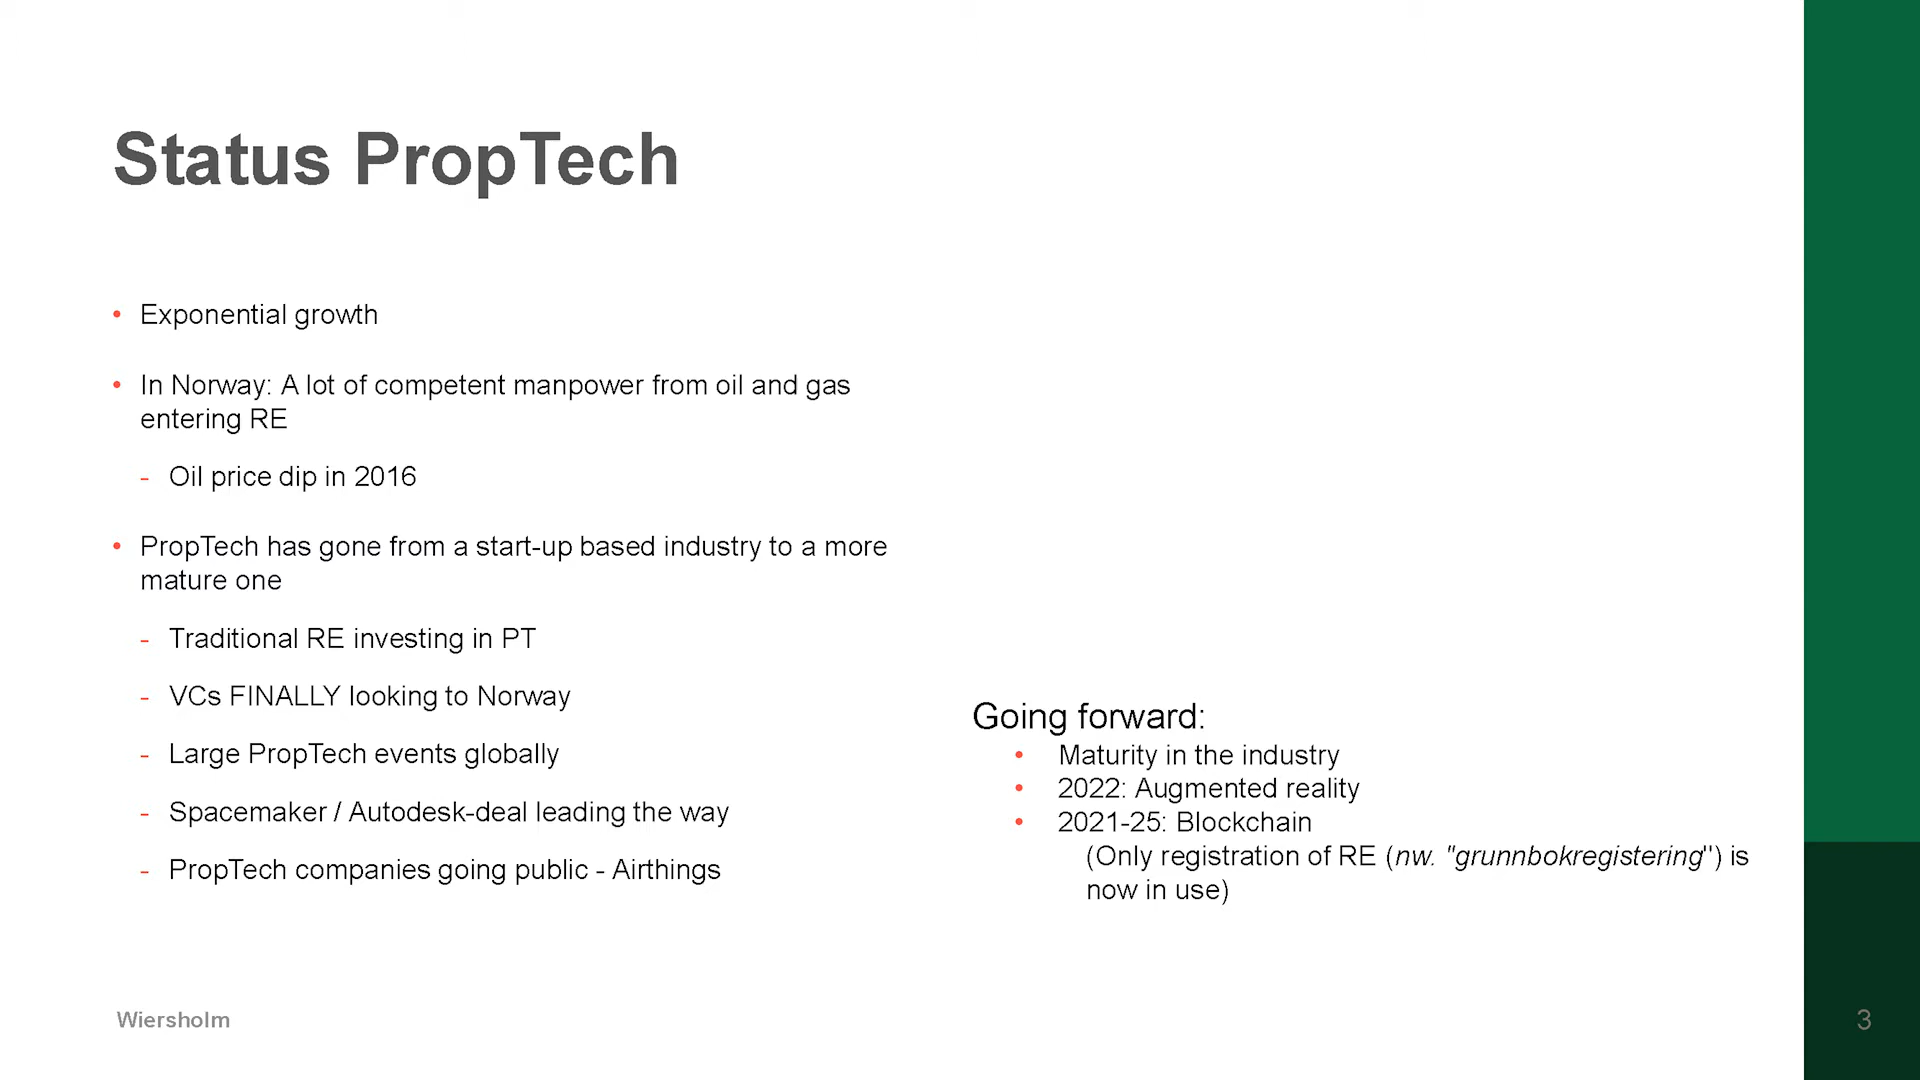 Status PropTech
• Exponential growth
• In Norway: A lot of competent manpower from oil and gas
entering RE
- Oil price dip in 2016
• PropTech has gone from a start-up based industry to a more
mature one
- Traditional RE investing in PT
- VCs FINALLY looking to Norway
- Large PropTech events globally
- Spacemaker / Autodesk-deal leading the way
- PropTech companies going public - Airthings
Going forward:
• Maturity in the industry
• 2022: Augmented reality
• 2021-25: Blockchain
(Only registration of RE (nw. "grunnbokregistering") is
now in use)
Wiersholm
3